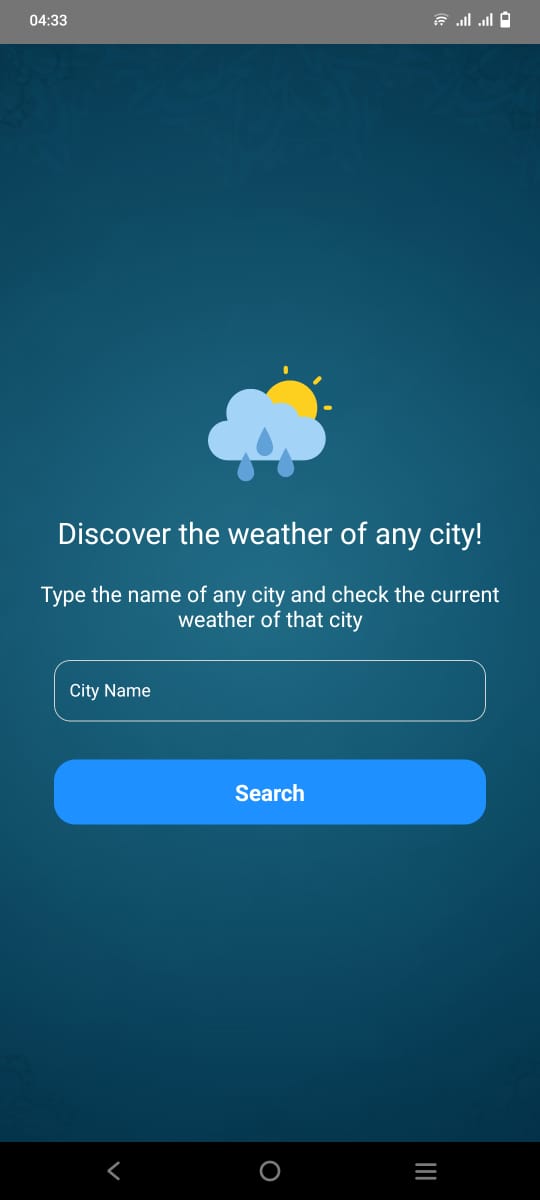 04:33
Discover the weather of any city!
Type the name of any city and check the current
weather of that city
City Name
Search